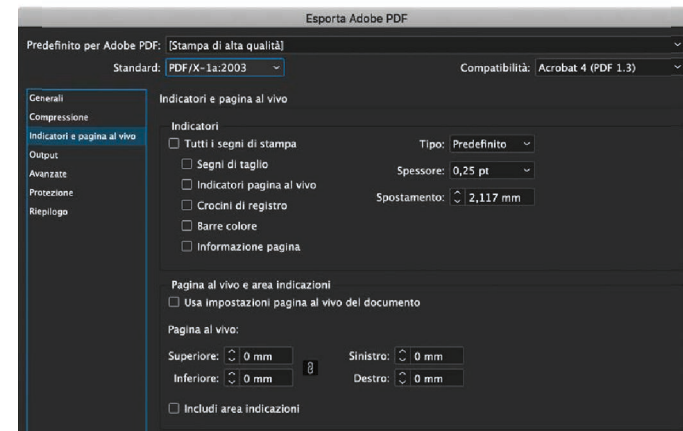 Esporta Adobe PDF
Predefinito per Adobe PDF: [Stampa di alta qualità]
Standard: PDF/X-1a:2003 Compatibilità: Acrobat 4 (PDF 1.3)
Generali
Compressione
Indicatori e pagina al vivo
Output
Avanzate
Protezione
Riepilogo
Indicatori e pagina al vivo
Indicatori
Tutti i segni di stampa
Segni di taglio
Indicatori pagina al vivo
Crocini di registro
Barre colore
Informazione pagina
Tipo: Predefinito
Spessore: 0,25 pt
Spostamento: 2,117 mm
Pagina al vivo e area indicazioni
Usa impostazioni pagina al vivo del documento
Pagina al vivo:
Superiore: 0 mm Sinistra: 0 mm
Inferiore: 0 mm Destra: 0 mm
Includi area indicazioni